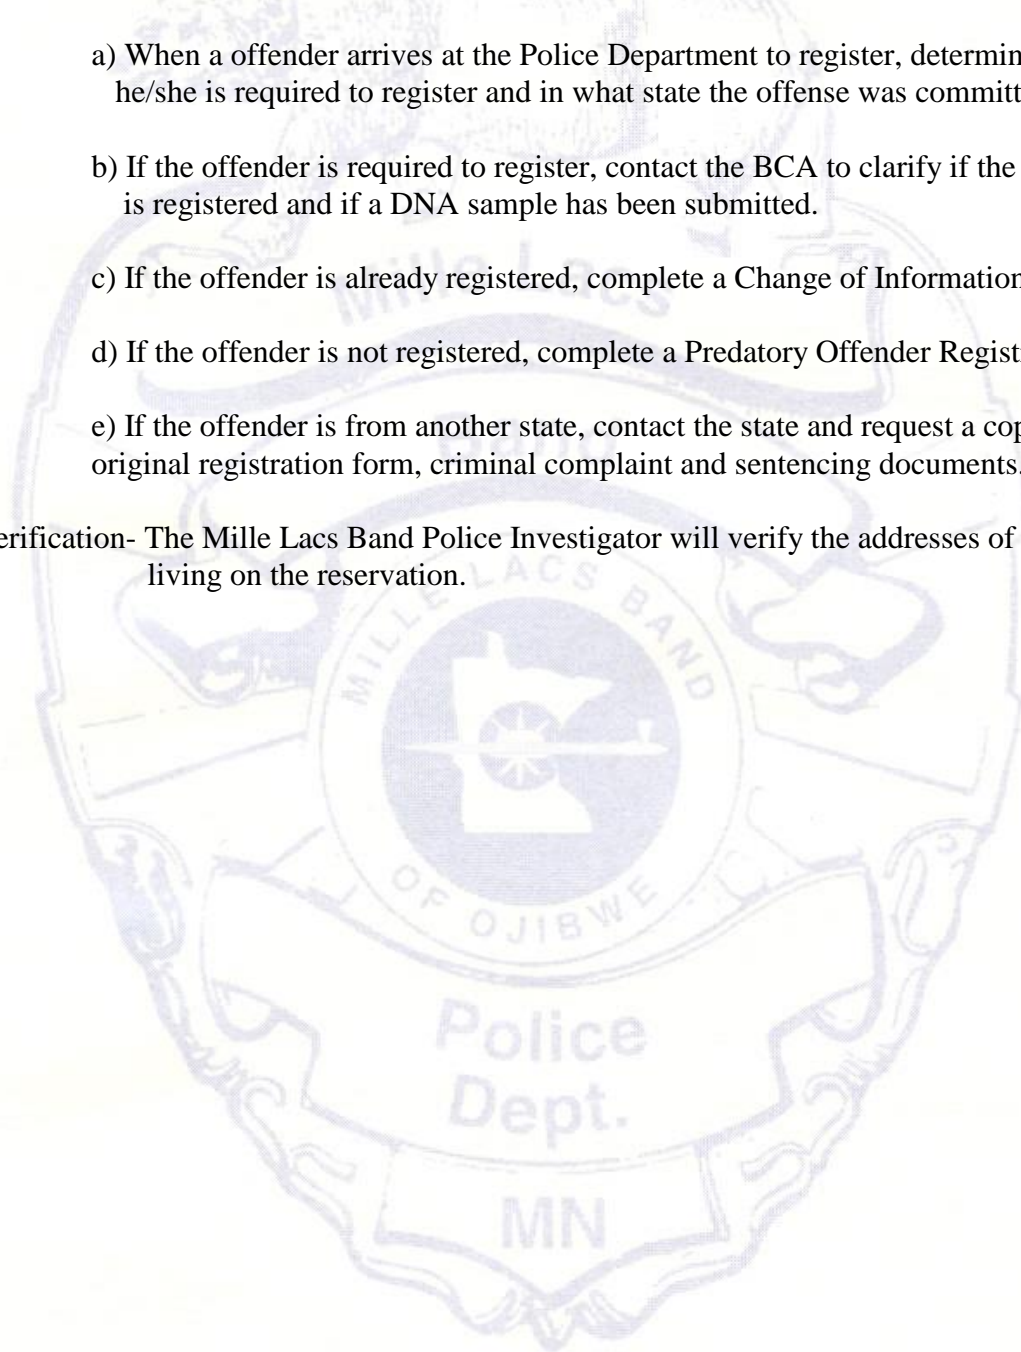 a) When a offender arrives at the Police Department to register, determin
he/she is required to register and in what state the offense was committ
b) If the offender is required to register, contact the BCA to clarify if the
is registered and if a DNA sample has been submitted.
c) If the offender is already registered, complete a Change of Information
d) If the offender is not registered, complete a Predatory Offender Regist
e) If the offender is from another state, contact the state and request a cop
original registration form, criminal complaint and sentencing documents.
erification- The Mille Lacs Band Police Investigator will verify the addresses of
living on the reservation.
Mille Lacs
Band
MILLE LACS BAND
OF OJIBWE
Police
Dept.
MN